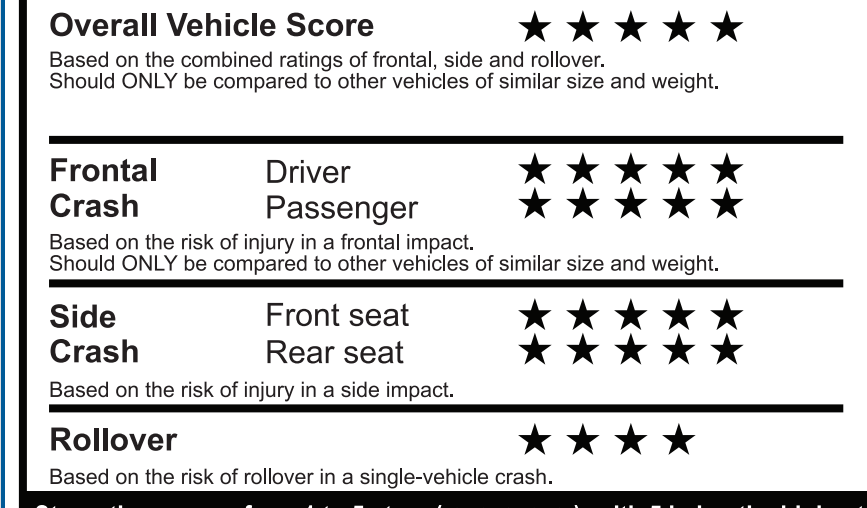 Overall Vehicle Score ★ ★ ★ ★ ★
Based on the combined ratings of frontal, side and rollover.
Should ONLY be compared to other vehicles of similar size and weight.
Frontal Driver ★ ★ ★ ★ ★
Crash Passenger ★ ★ ★ ★ ★
Based on the risk of injury in a frontal impact.
Should ONLY be compared to other vehicles of similar size and weight.
Side Front seat ★ ★ ★ ★ ★
Crash Rear seat ★ ★ ★ ★ ★
Based on the risk of injury in a side impact.
Rollover ★ ★ ★ ★
Based on the risk of rollover in a single-vehicle crash.